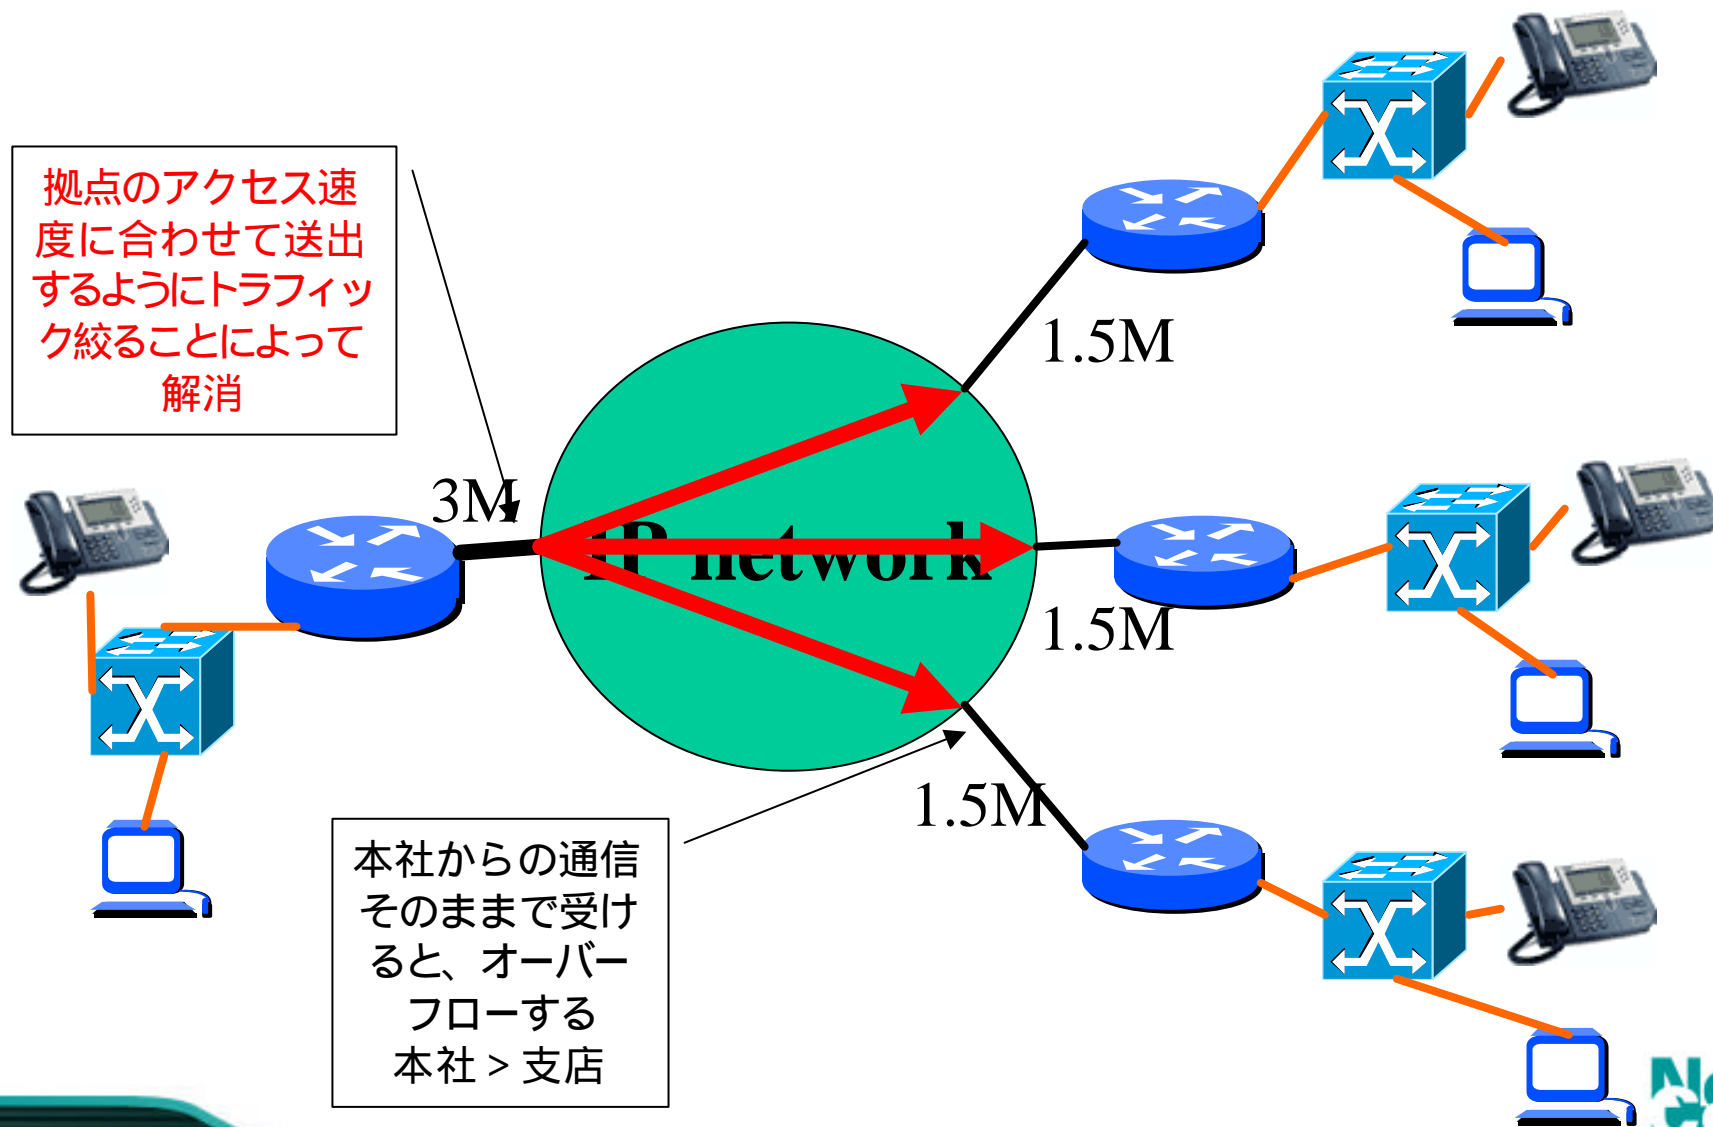 拠点のアクセス速
度に合わせて送出
するようにトラフィッ
ク絞ることによって
解消
1.5M
3M
IP network
1.5M
1.5M
本社からの通信
そのままで受け
ると、オーバー
フローする
本社 > 支店